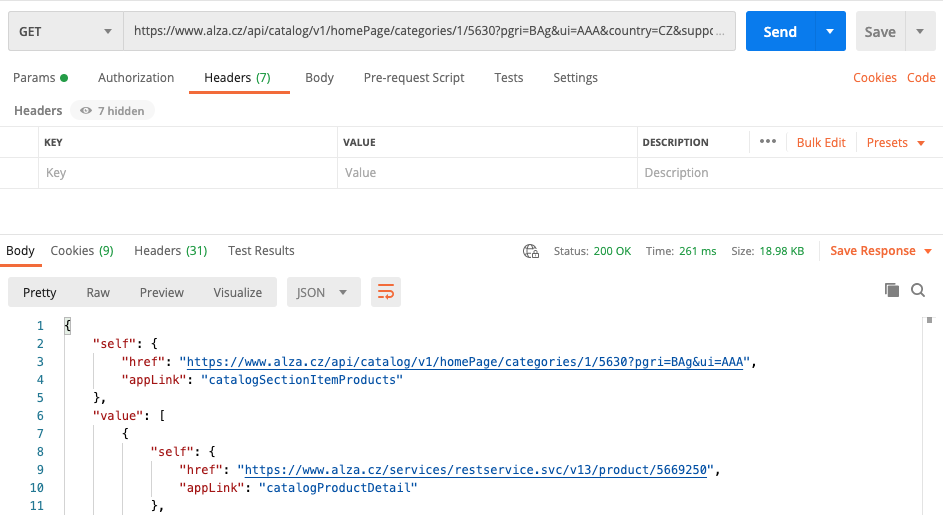 GET https://www.alza.cz/api/catalog/v1/homePage/categories/1/5630?pgri=BAg&ui=AAA&country=CZ&suppc... Send Save
Params Authorization Headers (7) Body Pre-request Script Tests Settings Cookies Code
Headers 7 hidden
KEY VALUE DESCRIPTION ••• Bulk Edit Presets
Key Value Description
Body Cookies (9) Headers (31) Test Results Status: 200 OK Time: 261 ms Size: 18.98 KB Save Response
Pretty Raw Preview Visualize JSON
1 {
2 "self": {
3 "href": "https://www.alza.cz/api/catalog/v1/homePage/categories/1/5630?pgri=BAg&ui=AAA",
4 "appLink": "catalogSectionItemProducts"
5 },
6 "value": [
7 {
8 "self": {
9 "href": "https://www.alza.cz/services/restservice.svc/v13/product/5669250",
10 "appLink": "catalogProductDetail"
11 },